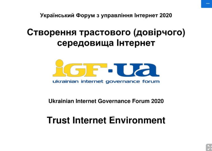 Український Форум з управління Інтернет 2020
Створення трастового (довірчого)
середовища Інтернет
iGF-UA
ukrainian internet governance forum
Ukrainian Internet Governance Forum 2020
Trust Internet Environment